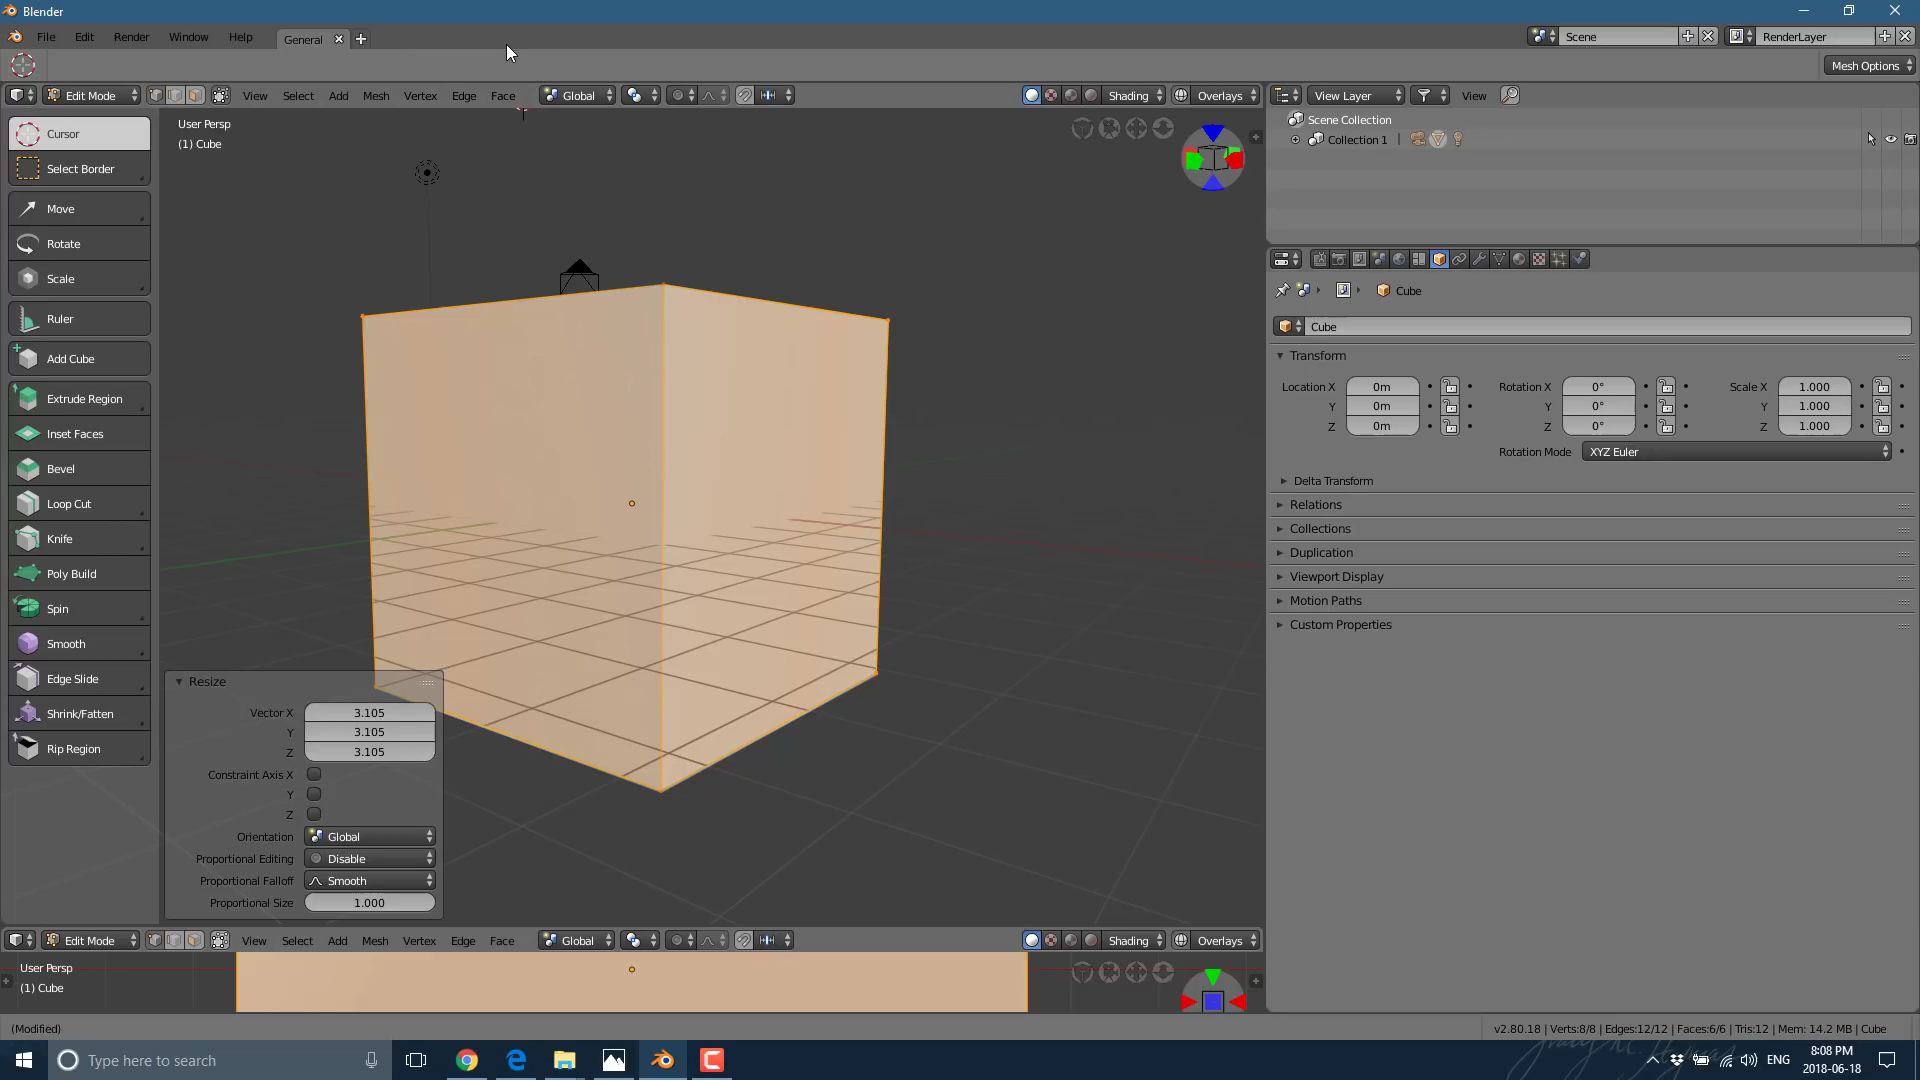 Blender
File Edit Render Window Help General Scene RenderLayer
Mesh Options
Edit Mode View Select Add Mesh Vertex Edge Face Global Shading Overlays View Layer View
Cursor
Select Border
Move
Rotate
Scale
Ruler
Add Cube
Extrude Region
Inset Faces
Bevel
Loop Cut
Knife
Poly Build
Spin
Smooth
Edge Slide
Shrink/Fatten
Rip Region
User Persp
(1) Cube
Resize
Vector X 3.105
Y 3.105
Z 3.105
Constraint Axis X
Y
Z
Orientation Global
Proportional Editing Disable
Proportional Falloff Smooth
Proportional Size 1.000
Scene Collection
Collection 1
Cube
Cube
Transform
Location X 0m Rotation X 0° Scale X 1.000
Y 0m Y 0° Y 1.000
Z 0m Z 0° Z 1.000
Rotation Mode XYZ Euler
Delta Transform
Relations
Collections
Duplication
Viewport Display
Motion Paths
Custom Properties
Edit Mode View Select Add Mesh Vertex Edge Face Global Shading Overlays
User Persp
(1) Cube
(Modified) v2.80.18 | Verts:8/8 | Edges:12/12 | Faces:6/6 | Tris:12 | Mem: 14.2 MB | Cube
Type here to search ENG 8:08 PM
2018-06-18